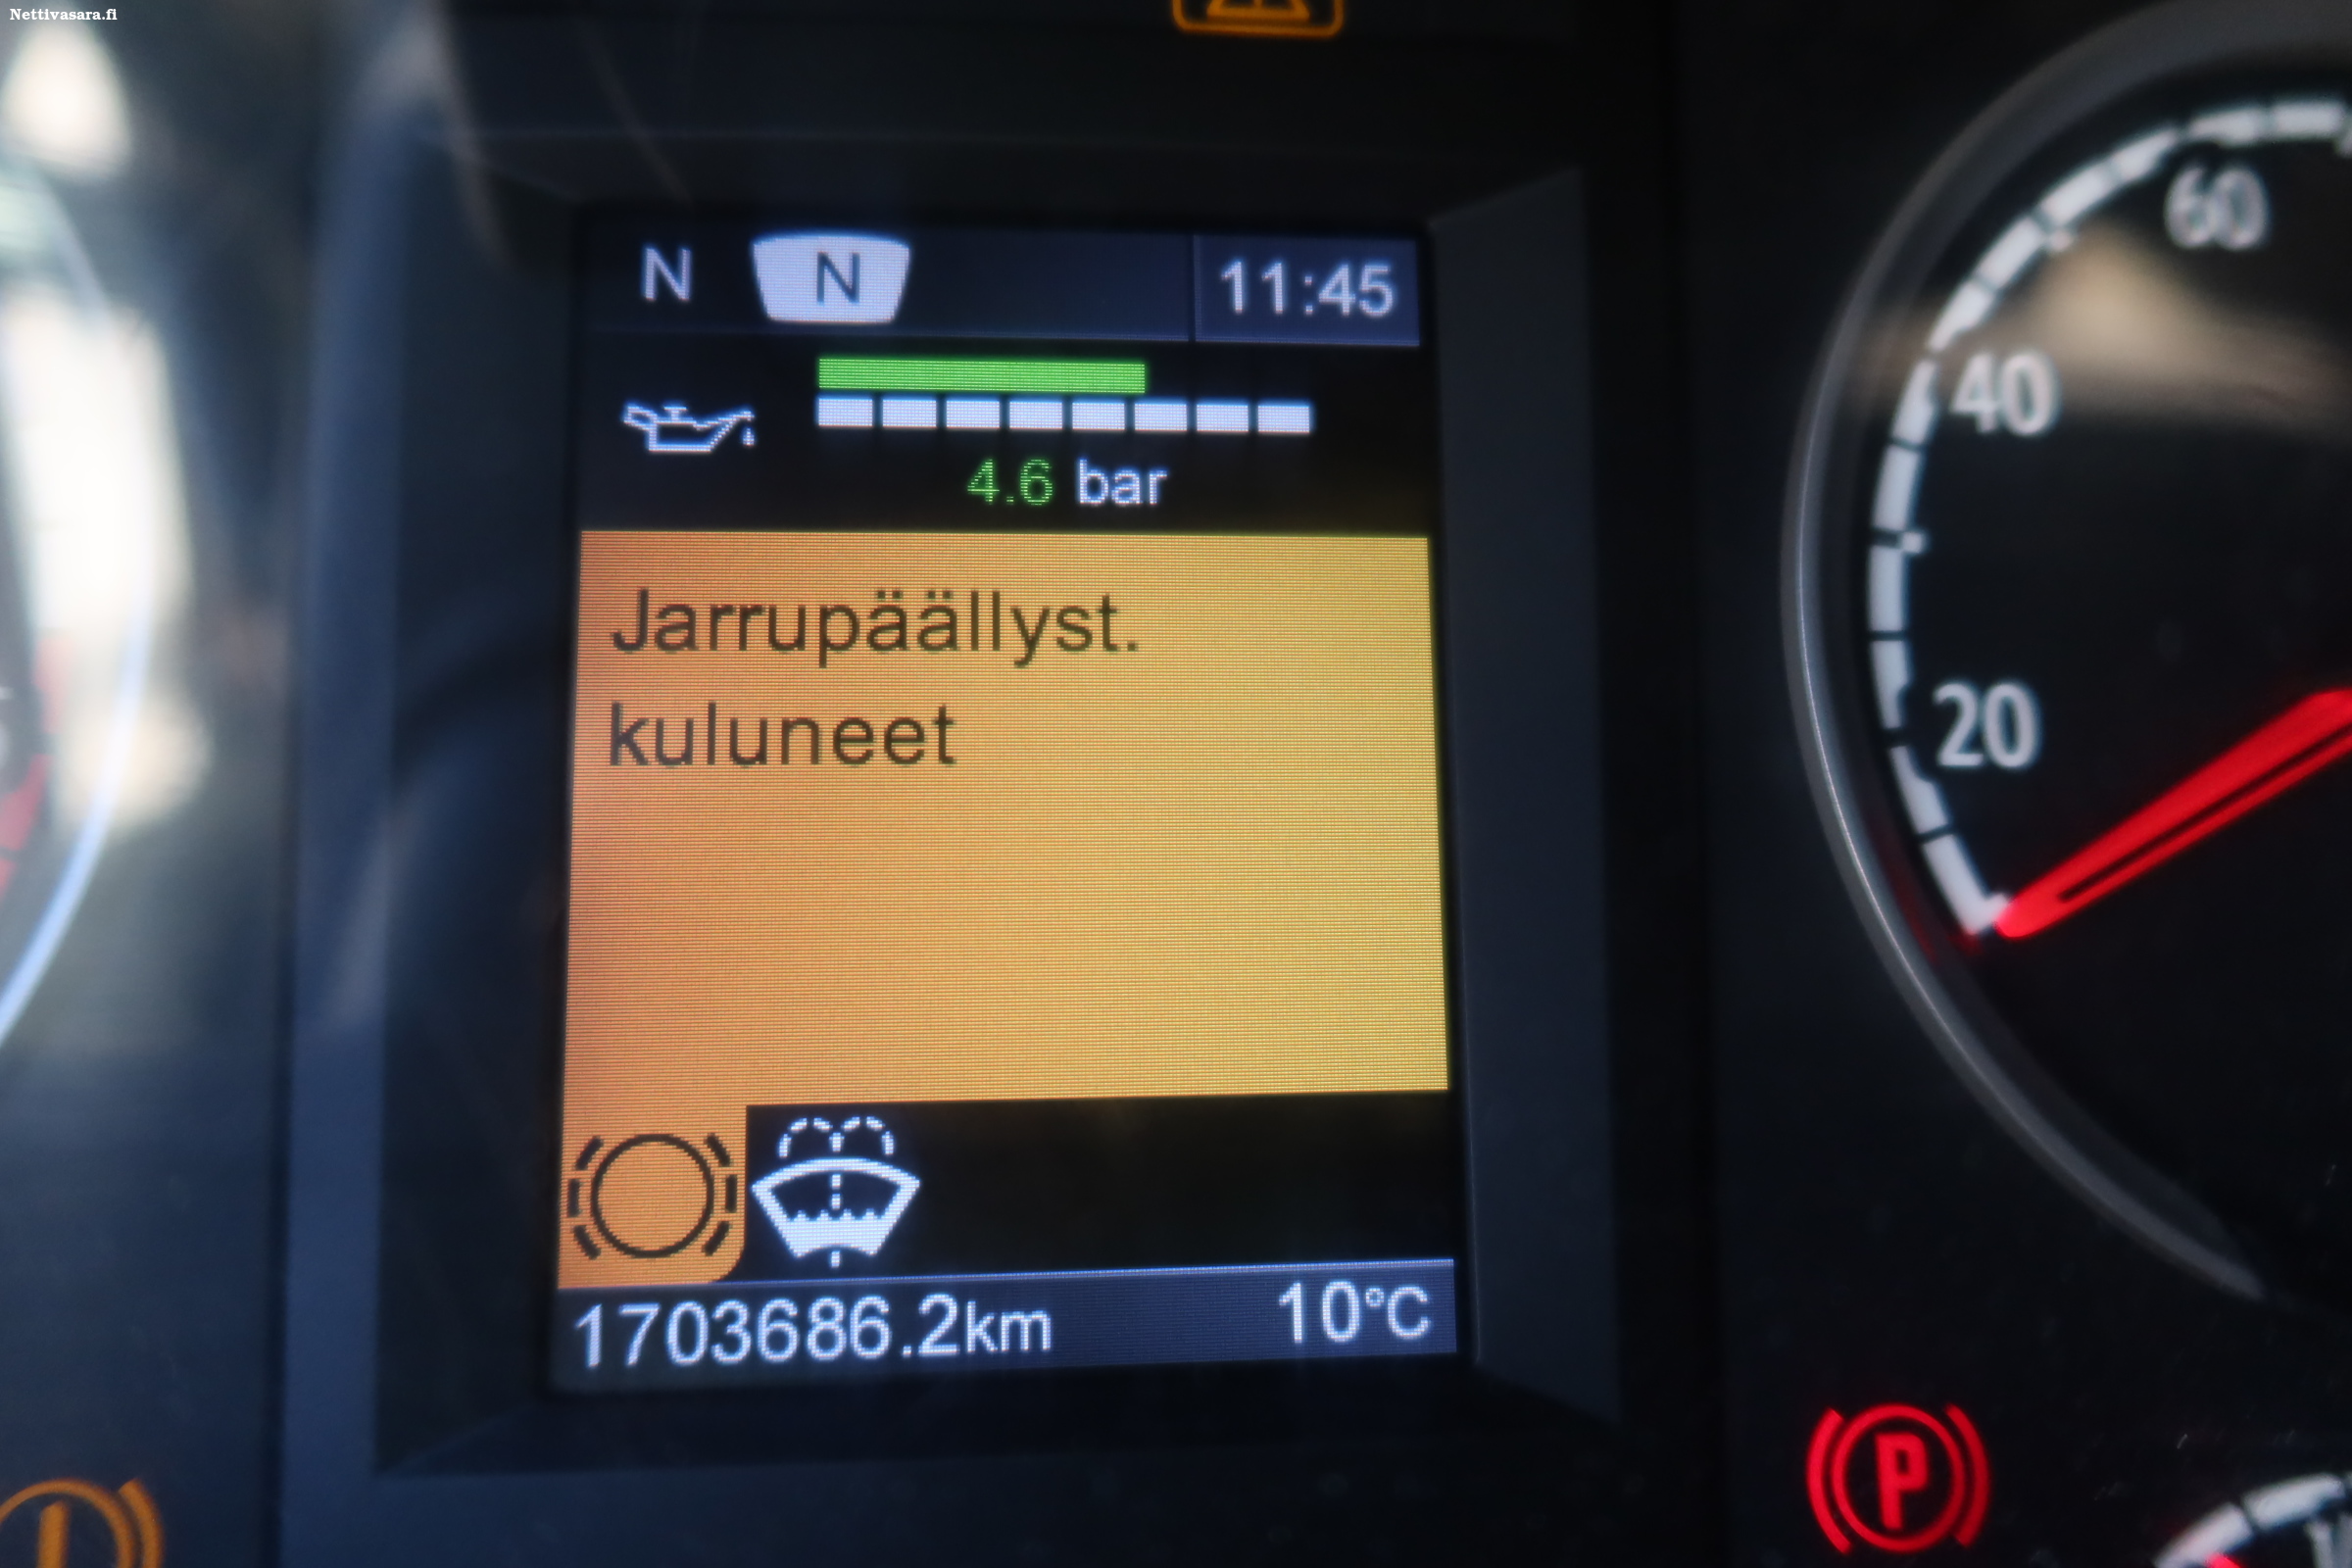 Nettivasara.fi
N N 11:45
4.6 bar
Jarrupäällyst.
kuluneet
1703686.2km 10°C
60
40
20
P